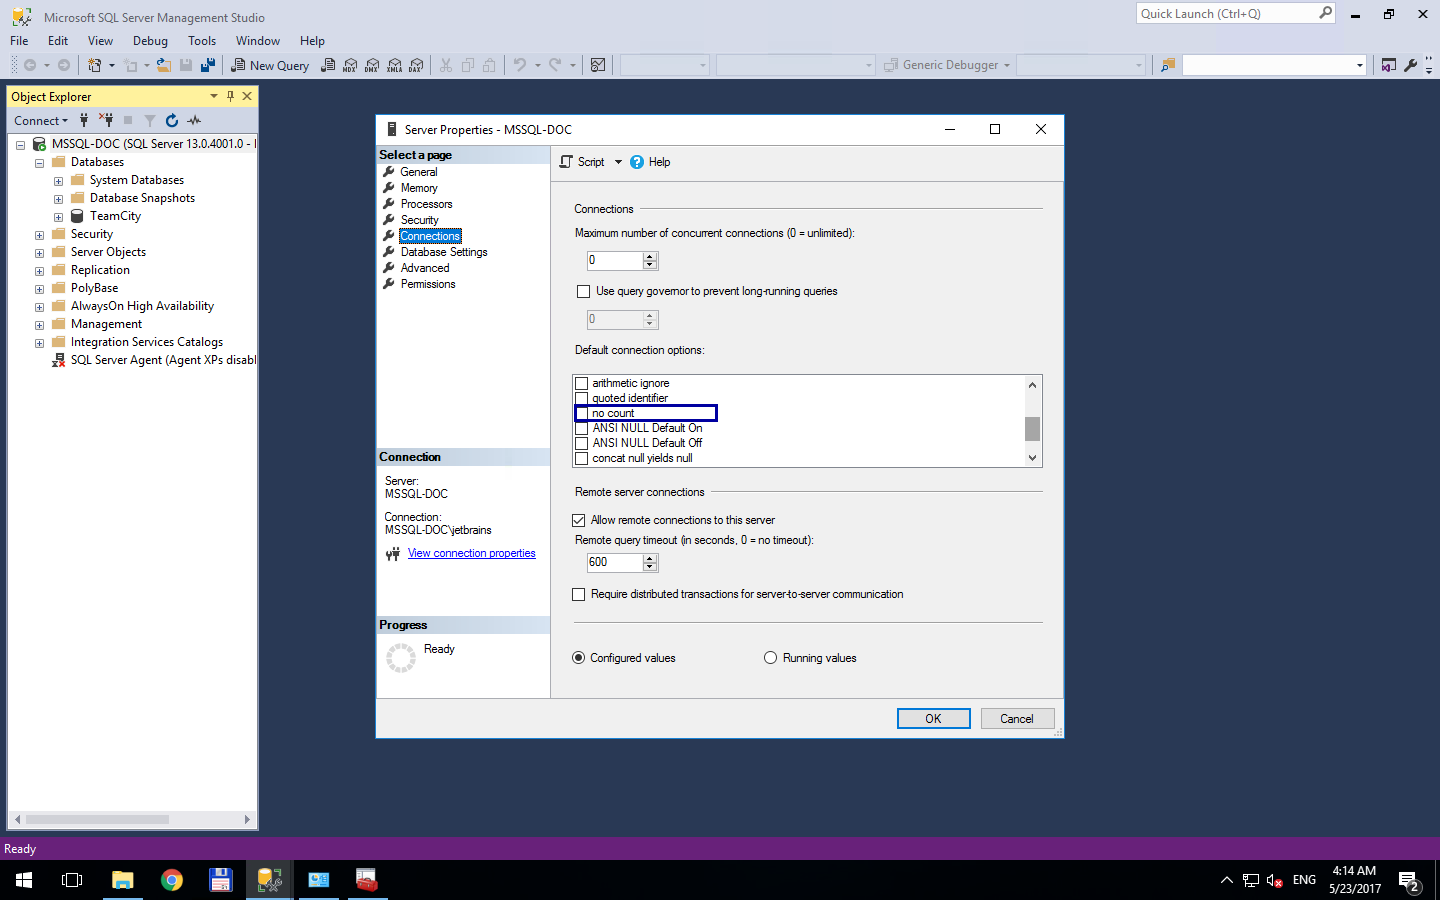 Microsoft SQL Server Management Studio
Quick Launch (Ctrl+Q)
File Edit View Debug Tools Window Help
New Query MDX DMX XMLA DAX Generic Debugger
Object Explorer
Connect
MSSQL-DOC (SQL Server 13.0.4001.0 - I
Databases
System Databases
Database Snapshots
TeamCity
Security
Server Objects
Replication
PolyBase
AlwaysOn High Availability
Management
Integration Services Catalogs
SQL Server Agent (Agent XPs disabl
Server Properties - MSSQL-DOC
Select a page
General
Memory
Processors
Security
Connections
Database Settings
Advanced
Permissions
Connection
Server:
MSSQL-DOC
Connection:
MSSQL-DOC\jetbrains
View connection properties
Progress
Ready
Script Help
Connections
Maximum number of concurrent connections (0 = unlimited):
0
Use query governor to prevent long-running queries
0
Default connection options:
arithmetic ignore
quoted identifier
no count
ANSI NULL Default On
ANSI NULL Default Off
concat null yields null
Remote server connections
Allow remote connections to this server
Remote query timeout (in seconds, 0 = no timeout):
600
Require distributed transactions for server-to-server communication
Configured values Running values
OK Cancel
Ready
ENG
4:14 AM
5/23/2017
2